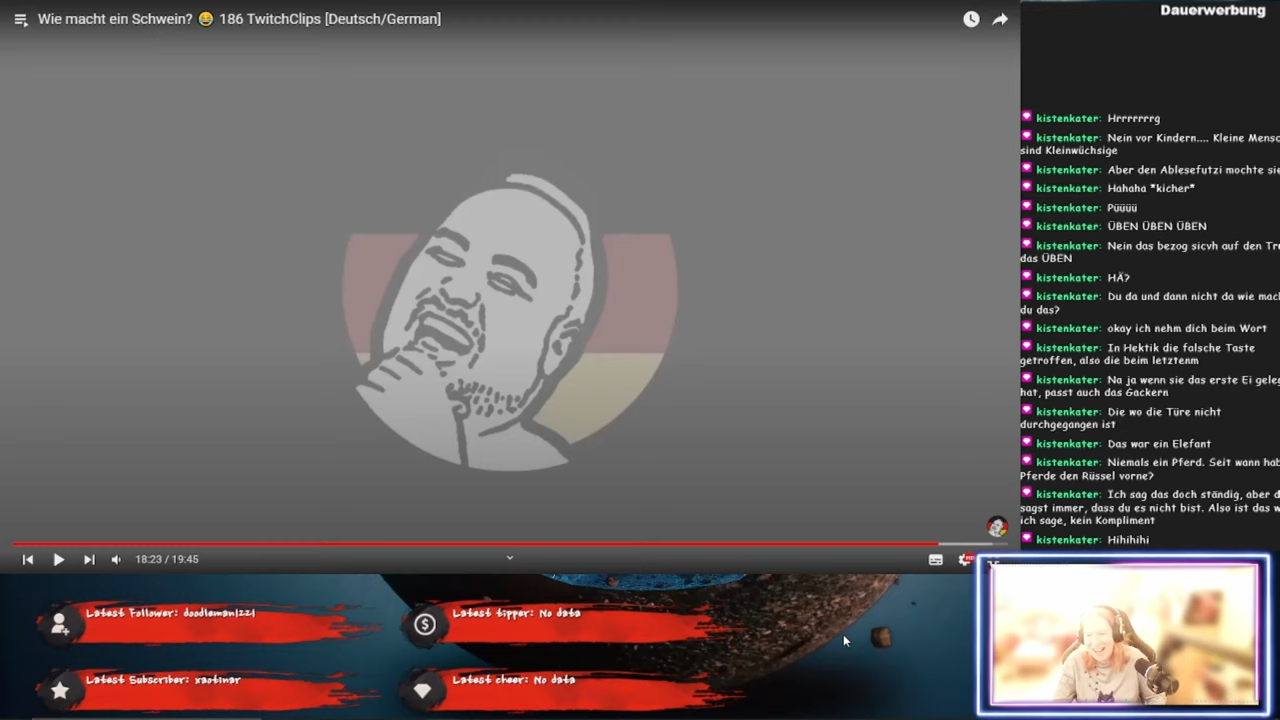 Wie macht ein Schwein? 😂 186 TwitchClips [Deutsch/German]
Dauerwerbung
kistenkater: Hrrrrrrrg
kistenkater: Nein vor Kindern.... Kleine Mensc
sind Kleinwüchsige
kistenkater: Aber den Ablesefutzi mochte sie
kistenkater: Hahaha *kicher*
kistenkater: Püüüü
kistenkater: ÜBEN ÜBEN ÜBEN
kistenkater: Nein das bezog sicvh auf den Tru
das ÜBEN
kistenkater: HÄ?
kistenkater: Du da und dann nicht da wie mac
du das?
kistenkater: okay ich nehm dich beim Wort
kistenkater: In Hektik die falsche Taste
getroffen, also die beim letztenm
kistenkater: Na ja wenn sie das erste Ei geleg
hat, passt auch das Gackern
kistenkater: Die wo die Türe nicht
durchgegangen ist
kistenkater: Das war ein Elefant
kistenkater: Niemals ein Pferd. Seit wann hab
Pferde den Rüssel vorne?
kistenkater: Ich sag das doch ständig, aber d
sagst immer, dass du es nicht bist. Also ist das w
ich sage, kein Kompliment
kistenkater: Hihihihi
18:23 / 19:45
Latest Follower: doodleman1221
Latest tipper: No data
Latest Subscriber: xaotinar
Latest cheer: No data